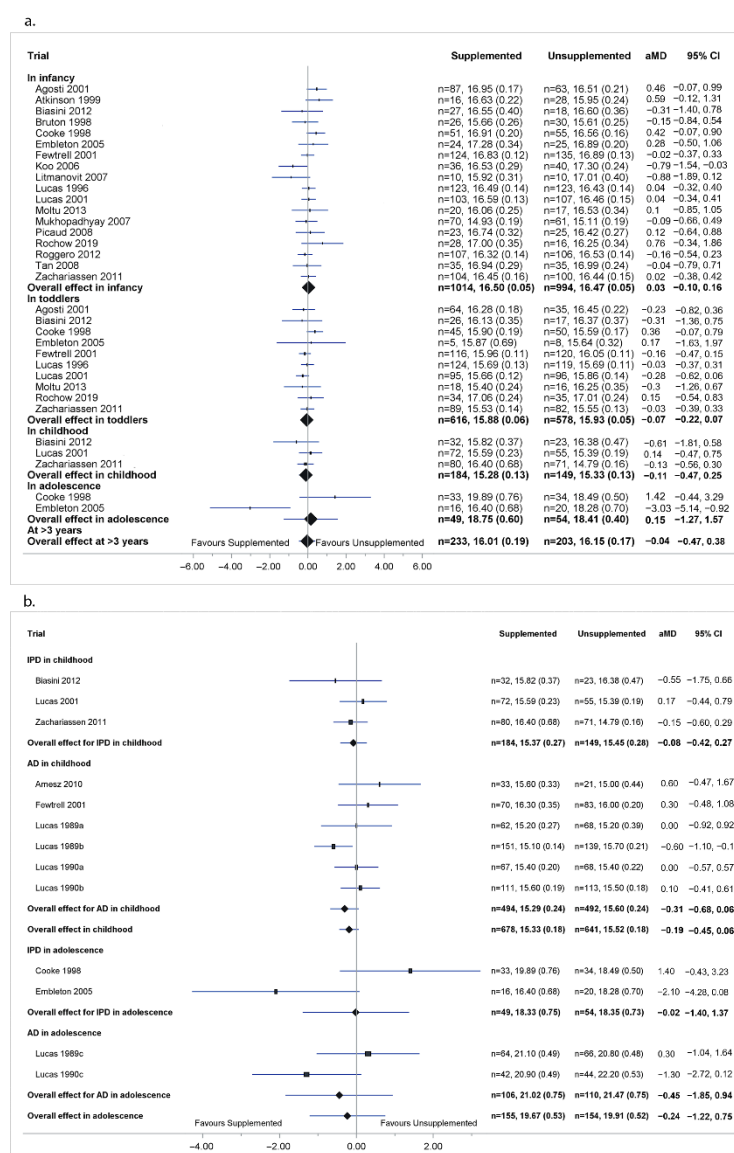 a.
Trial Supplemented Unsupplemented aMD 95% CI
In infancy
Agosti 2001 n=87, 16.95 (0.17) n=63, 16.51 (0.21) 0.46 −0.07, 0.99
Atkinson 1999 n=16, 16.63 (0.22) n=28, 15.95 (0.24) 0.59 −0.12, 1.31
Biasini 2012 n=27, 16.55 (0.40) n=18, 16.60 (0.36) −0.31 −1.40, 0.78
Bruton 1998 n=26, 15.66 (0.26) n=30, 15.61 (0.25) −0.15 −0.84, 0.54
Cooke 1998 n=51, 16.91 (0.20) n=55, 16.56 (0.16) 0.42 −0.07, 0.90
Embleton 2005 n=24, 17.28 (0.34) n=25, 16.89 (0.20) 0.28 −0.50, 1.06
Fewtrell 2001 n=124, 16.83 (0.12) n=135, 16.89 (0.13) −0.02 −0.37, 0.33
Koo 2006 n=36, 16.53 (0.29) n=40, 17.30 (0.24) −0.79 −1.54, −0.03
Litmanovit 2007 n=10, 15.92 (0.31) n=10, 17.01 (0.40) −0.88 −1.89, 0.12
Lucas 1996 n=123, 16.49 (0.14) n=123, 16.43 (0.14) 0.04 −0.32, 0.40
Lucas 2001 n=103, 16.59 (0.13) n=107, 16.46 (0.15) 0.04 −0.34, 0.41
Moltu 2013 n=20, 16.06 (0.25) n=17, 16.53 (0.34) 0.1 −0.85, 1.05
Mukhopadhyay 2007 n=70, 14.93 (0.19) n=61, 15.11 (0.19) −0.09 −0.66, 0.49
Picaud 2008 n=23, 16.74 (0.32) n=25, 16.42 (0.27) 0.12 −0.64, 0.88
Rochow 2019 n=28, 17.00 (0.35) n=16, 16.25 (0.34) 0.76 −0.34, 1.86
Roggero 2012 n=107, 16.32 (0.14) n=106, 16.53 (0.14) −0.16 −0.54, 0.23
Tan 2008 n=35, 16.94 (0.29) n=35, 16.99 (0.24) −0.04 −0.79, 0.71
Zachariassen 2011 n=104, 16.45 (0.16) n=100, 16.44 (0.15) 0.02 −0.38, 0.42
Overall effect in infancy n=1014, 16.50 (0.05) n=994, 16.47 (0.05) 0.03 −0.10, 0.16
In toddlers
Agosti 2001 n=64, 16.28 (0.18) n=35, 16.45 (0.22) −0.23 −0.82, 0.36
Biasini 2012 n=26, 16.13 (0.35) n=17, 16.37 (0.37) −0.31 −1.36, 0.75
Cooke 1998 n=45, 15.90 (0.19) n=50, 15.59 (0.17) 0.36 −0.07, 0.79
Embleton 2005 n=5, 15.87 (0.69) n=8, 15.64 (0.32) 0.17 −1.63, 1.97
Fewtrell 2001 n=116, 15.96 (0.11) n=120, 16.05 (0.11) −0.16 −0.47, 0.15
Lucas 1996 n=124, 15.69 (0.13) n=119, 15.69 (0.11) −0.03 −0.37, 0.31
Lucas 2001 n=95, 15.66 (0.12) n=96, 15.86 (0.14) −0.28 −0.62, 0.06
Moltu 2013 n=18, 15.40 (0.24) n=16, 16.25 (0.35) −0.3 −1.26, 0.67
Rochow 2019 n=34, 17.06 (0.24) n=35, 17.01 (0.24) 0.15 −0.54, 0.83
Zachariassen 2011 n=89, 15.53 (0.14) n=82, 15.55 (0.15) −0.03 −0.39, 0.33
Overall effect in toddlers n=616, 15.88 (0.06) n=578, 15.93 (0.05) −0.07 −0.22, 0.07
In childhood
Biasini 2012 n=32, 15.82 (0.37) n=23, 16.38 (0.47) −0.61 −1.81, 0.58
Lucas 2001 n=72, 15.59 (0.23) n=55, 15.39 (0.19) 0.14 −0.47, 0.75
Zachariassen 2011 n=80, 16.40 (0.68) n=71, 14.79 (0.16) −0.13 −0.56, 0.30
Overall effect in childhood n=184, 15.28 (0.13) n=149, 15.33 (0.13) −0.11 −0.47, 0.25
In adolescence
Cooke 1998 n=33, 19.89 (0.76) n=34, 18.49 (0.50) 1.42 −0.44, 3.29
Embleton 2005 n=16, 16.40 (0.68) n=20, 18.28 (0.70) −3.03 −5.14, −0.92
Overall effect in adolescence n=49, 18.75 (0.60) n=54, 18.41 (0.40) 0.15 −1.27, 1.57
At >3 years
Overall effect at >3 years Favours Supplemented Favours Unsupplemented n=233, 16.01 (0.19) n=203, 16.15 (0.17) −0.04 −0.47, 0.38
−6.00 −4.00 −2.00 0.00 2.00 4.00 6.00
b.
Trial Supplemented Unsupplemented aMD 95% CI
IPD in childhood
Biasini 2012 n=32, 15.82 (0.37) n=23, 16.38 (0.47) −0.55 −1.75, 0.66
Lucas 2001 n=72, 15.59 (0.23) n=55, 15.39 (0.19) 0.17 −0.44, 0.79
Zachariassen 2011 n=80, 16.40 (0.68) n=71, 14.79 (0.16) −0.15 −0.60, 0.29
Overall effect for IPD in childhood n=184, 15.37 (0.27) n=149, 15.45 (0.28) −0.08 −0.42, 0.27
AD in childhood
Amesz 2010 n=33, 15.60 (0.33) n=21, 15.00 (0.44) 0.60 −0.47, 1.67
Fewtrell 2001 n=70, 16.30 (0.35) n=83, 16.00 (0.20) 0.30 −0.48, 1.08
Lucas 1989a n=62, 15.20 (0.27) n=68, 15.20 (0.39) 0.00 −0.92, 0.92
Lucas 1989b n=151, 15.10 (0.14) n=139, 15.70 (0.21) −0.60 −1.10, −0.1
Lucas 1990a n=67, 15.40 (0.20) n=68, 15.40 (0.22) 0.00 −0.57, 0.57
Lucas 1990b n=111, 15.60 (0.19) n=113, 15.50 (0.18) 0.10 −0.41, 0.61
Overall effect for AD in childhood n=494, 15.29 (0.24) n=492, 15.60 (0.24) −0.31 −0.68, 0.06
Overall effect in childhood n=678, 15.33 (0.18) n=641, 15.52 (0.18) −0.19 −0.45, 0.06
IPD in adolescence
Cooke 1998 n=33, 19.89 (0.76) n=34, 18.49 (0.50) 1.40 −0.43, 3.23
Embleton 2005 n=16, 16.40 (0.68) n=20, 18.28 (0.70) −2.10 −4.28, 0.08
Overall effect for IPD in adolescence n=49, 18.33 (0.75) n=54, 18.35 (0.73) −0.02 −1.40, 1.37
AD in adolescence
Lucas 1989c n=64, 21.10 (0.49) n=66, 20.80 (0.48) 0.30 −1.04, 1.64
Lucas 1990c n=42, 20.90 (0.49) n=44, 22.20 (0.53) −1.30 −2.72, 0.12
Overall effect for AD in adolescence n=106, 21.02 (0.75) n=110, 21.47 (0.75) −0.45 −1.85, 0.94
Overall effect in adolescence n=155, 19.67 (0.53) n=154, 19.91 (0.52) −0.24 −1.22, 0.75
Favours Supplemented Favours Unsupplemented
−4.00 −2.00 0.00 2.00